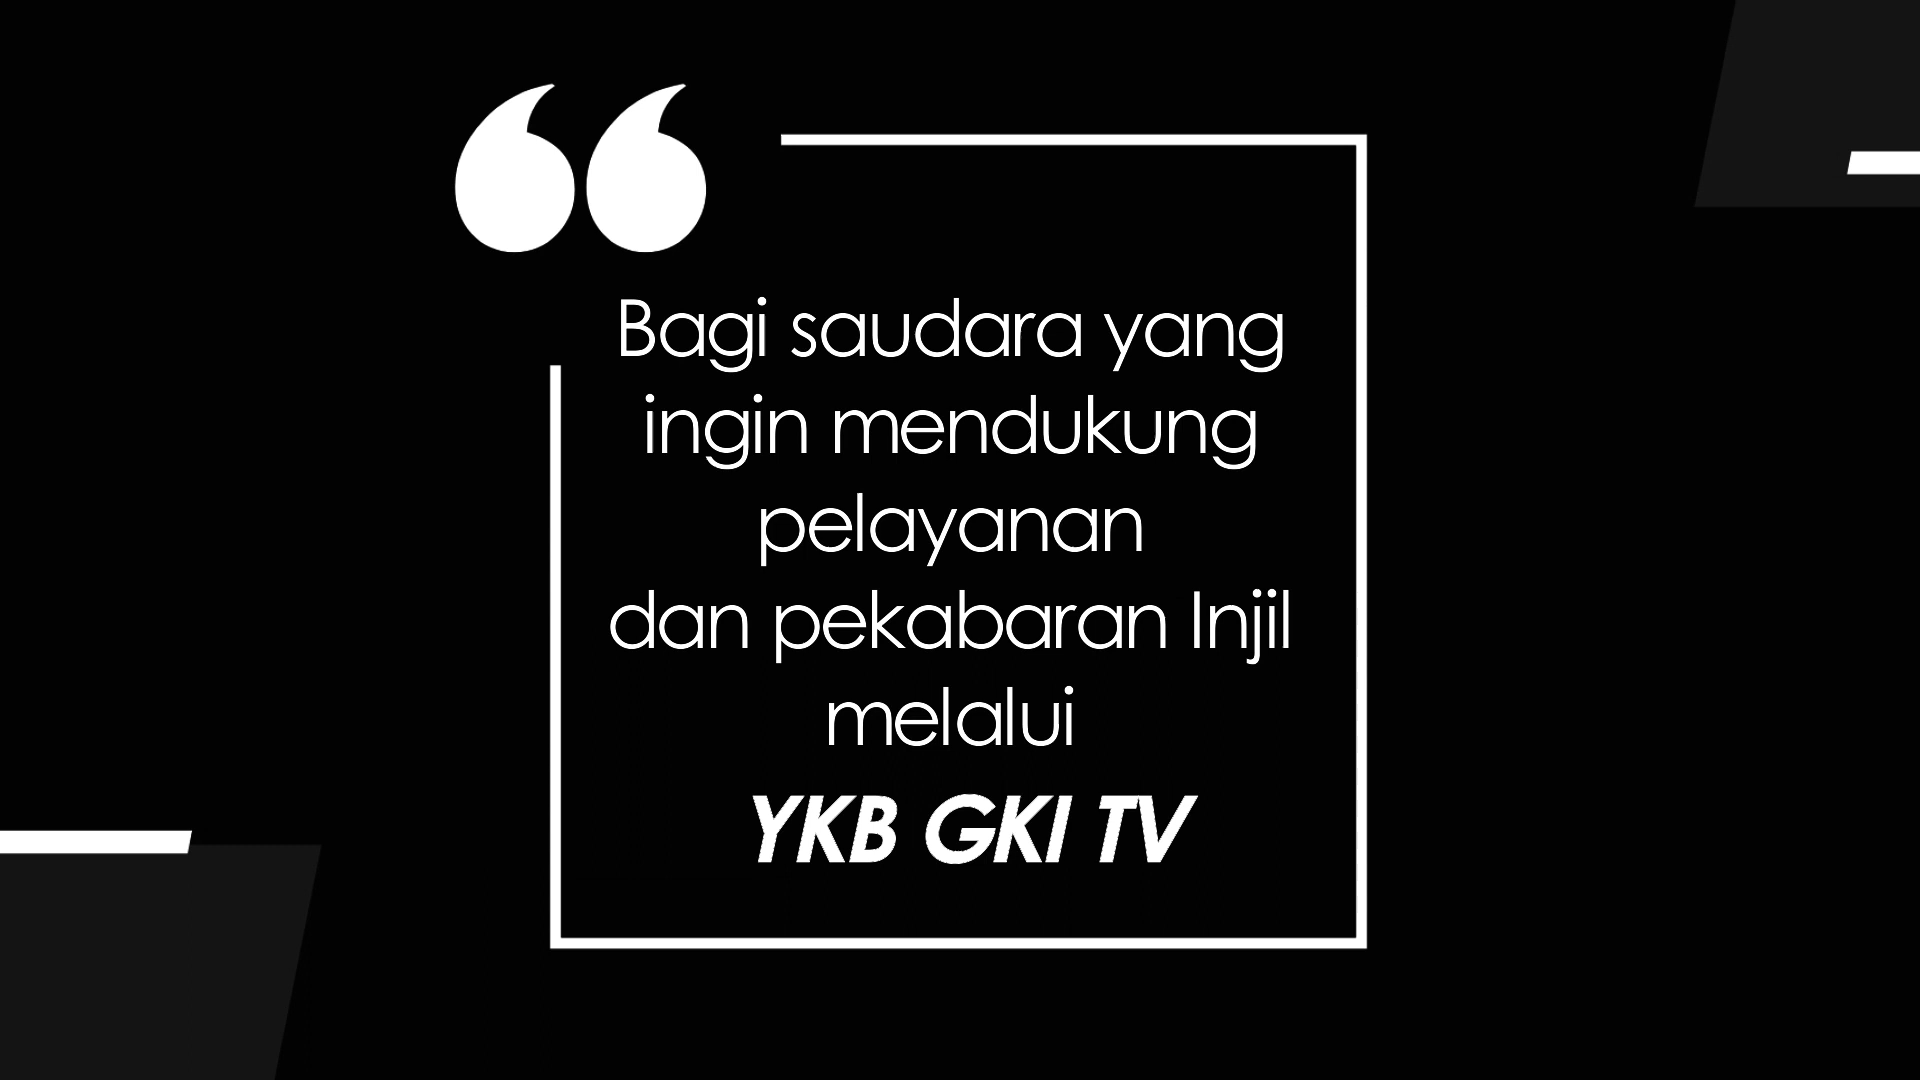 Bagi saudara yang
ingin mendukung
pelayanan
dan pekabaran Injil
melalui
YKB GKI TV